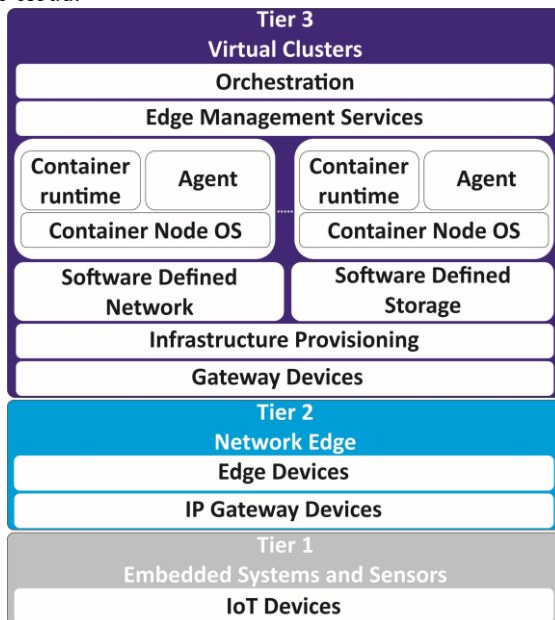 Tier 3
Virtual Clusters
Orchestration
Edge Management Services
Container
runtime
Agent
Container Node OS
.....
Container
runtime
Agent
Container Node OS
Software Defined
Network
Software Defined
Storage
Infrastructure Provisioning
Gateway Devices
Tier 2
Network Edge
Edge Devices
IP Gateway Devices
Tier 1
Embedded Systems and Sensors
IoT Devices